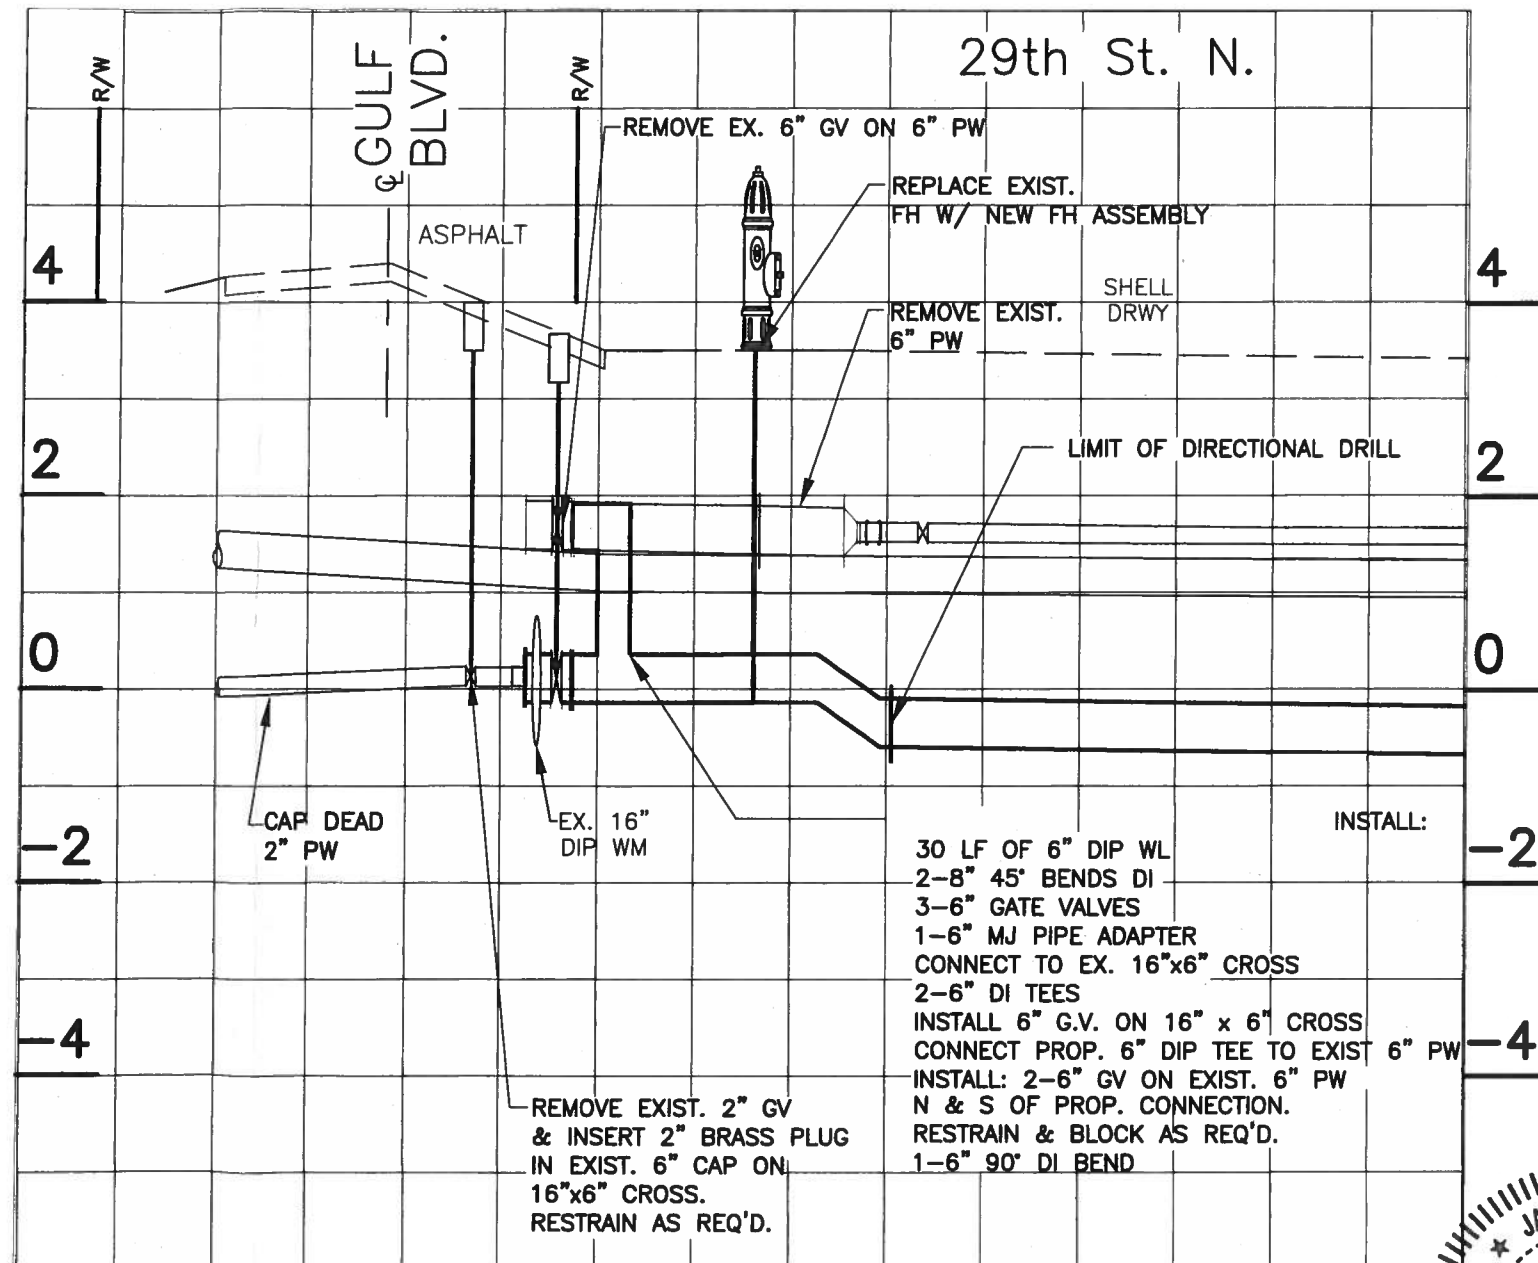 29th St. N.
R/W
℄ GULF
BLVD.
R/W
REMOVE EX. 6" GV ON 6" PW
REPLACE EXIST.
FH W/ NEW FH ASSEMBLY
ASPHALT
4
4
SHELL
DRWY
REMOVE EXIST.
6" PW
LIMIT OF DIRECTIONAL DRILL
2
2
0
0
CAP DEAD
2" PW
EX. 16"
DIP WM
INSTALL:
-2
-2
30 LF OF 6" DIP WL
2-8" 45° BENDS DI
3-6" GATE VALVES
1-6" MJ PIPE ADAPTER
CONNECT TO EX. 16"x6" CROSS
2-6" DI TEES
INSTALL 6" G.V. ON 16" x 6" CROSS
CONNECT PROP. 6" DIP TEE TO EXIST 6" PW
INSTALL: 2-6" GV ON EXIST. 6" PW
N & S OF PROP. CONNECTION.
RESTRAIN & BLOCK AS REQ'D.
1-6" 90° DI BEND
-4
-4
REMOVE EXIST. 2" GV
& INSERT 2" BRASS PLUG
IN EXIST. 6" CAP ON
16"x6" CROSS.
RESTRAIN AS REQ'D.